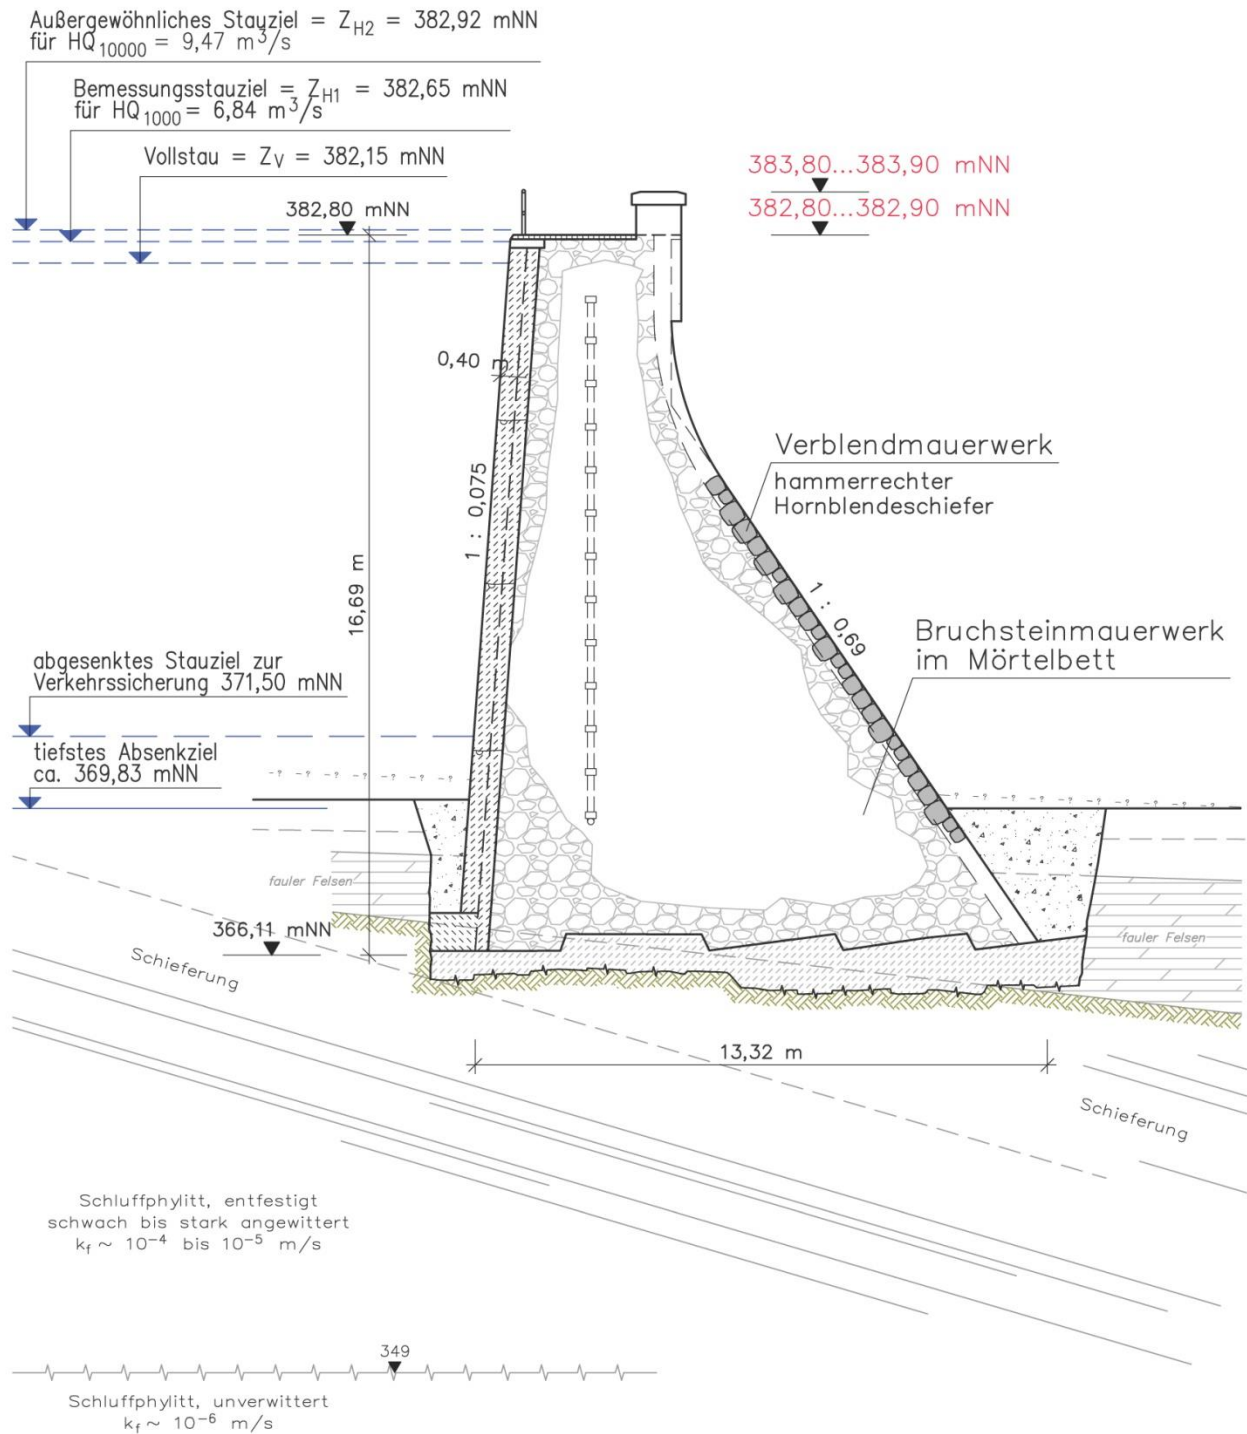 Außergewöhnliches Stauziel = Z_H2 = 382,92 mNN
für HQ_10000 = 9,47 m³/s
Bemessungsstauziel = Z_H1 = 382,65 mNN
für HQ_1000 = 6,84 m³/s
Vollstau = Z_V = 382,15 mNN
383,80...383,90 mNN
382,80 mNN
382,80...382,90 mNN
0,40 m
Verblendmauerwerk
hammerrechter
Hornblendeschiefer
1 : 0,075
16,69 m
1 : 0,69
Bruchsteinmauerwerk
im Mörtelbett
abgesenktes Stauziel zur
Verkehrssicherung 371,50 mNN
tiefstes Absenkziel
ca. 369,83 mNN
-?-?-?-?-?-?-?
-?-?-?-?-?-?-?
fauler Felsen
366,11 mNN
fauler Felsen
Schieferung
13,32 m
Schieferung
Schluffphylitt, entfestigt
schwach bis stark angewittert
k_f ~ 10⁻⁴ bis 10⁻⁵ m/s
349
Schluffphylitt, unverwittert
k_f ~ 10⁻⁶ m/s